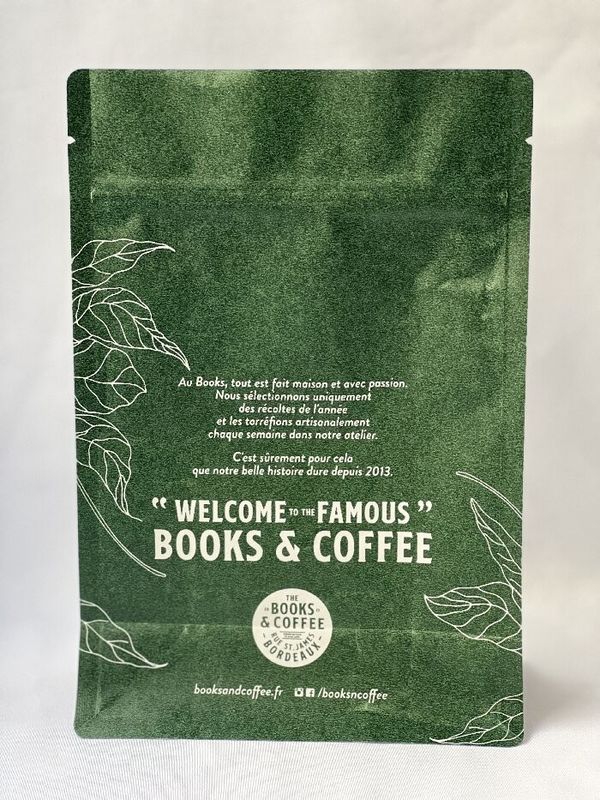 Au Books, tout est fait maison et avec passion.
Nous sélectionnons uniquement
des récoltes de l'année
et les torréfions artisanalement
chaque semaine dans notre atelier.
C'est sûrement pour cela
que notre belle histoire dure depuis 2013.
“ WELCOME TO THE FAMOUS ”
BOOKS & COFFEE
THE
"BOOKS"
& COFFEE
RUE ST. JAMES
- BORDEAUX -
booksandcoffee.fr /booksncoffee